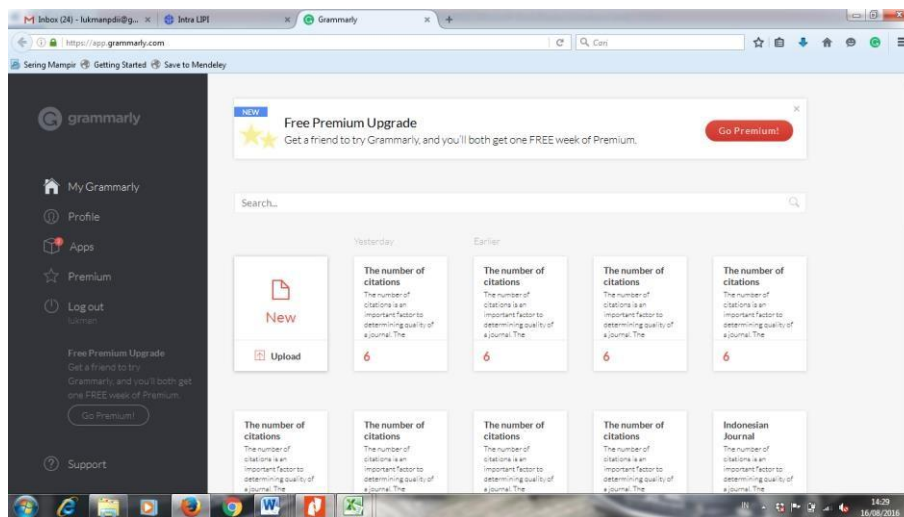 Inbox (24) - lukmanpdii@g...
Intra LIPI
Grammarly
https://app.grammarly.com
Cari
Sering Mampir
Getting Started
Save to Mendeley
grammarly
My Grammarly
Profile
Apps
Premium
Log out
lukman
Free Premium Upgrade
Get a friend to try
Grammarly, and you'll both get
one FREE week of Premium.
Go Premium!
Support
NEW
Free Premium Upgrade
Get a friend to try Grammarly, and you'll both get one FREE week of Premium.
Go Premium!
Search...
Yesterday
Earlier
New
Upload
The number of
citations
The number of
citations is an
important factor to
determining quality of
a journal. The
6
The number of
citations
The number of
citations is an
important factor to
determining quality of
a journal. The
6
The number of
citations
The number of
citations is an
important factor to
determining quality of
a journal. The
6
The number of
citations
The number of
citations is an
important factor to
determining quality of
a journal. The
6
The number of
citations
The number of
citations is an
important factor to
determining quality of
a journal. The
The number of
citations
The number of
citations is an
important factor to
determining quality of
a journal. The
The number of
citations
The number of
citations is an
important factor to
determining quality of
a journal. The
The number of
citations
The number of
citations is an
important factor to
determining quality of
a journal. The
Indonesian
Journal
The number of
citations is an
important factor to
determining quality of
a journal. The
IN
14:29
16/08/2016